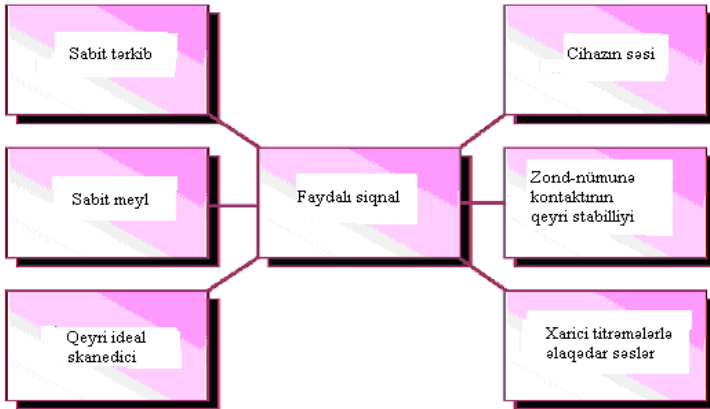 Sabit tərkib
Cihazın səsi
Sabit meyl
Faydalı siqnal
Zond-nümunə
kontaktının
qeyri stabilliyi
Qeyri ideal
skanedici
Xarici titrəmələrlə
əlaqədar səslər